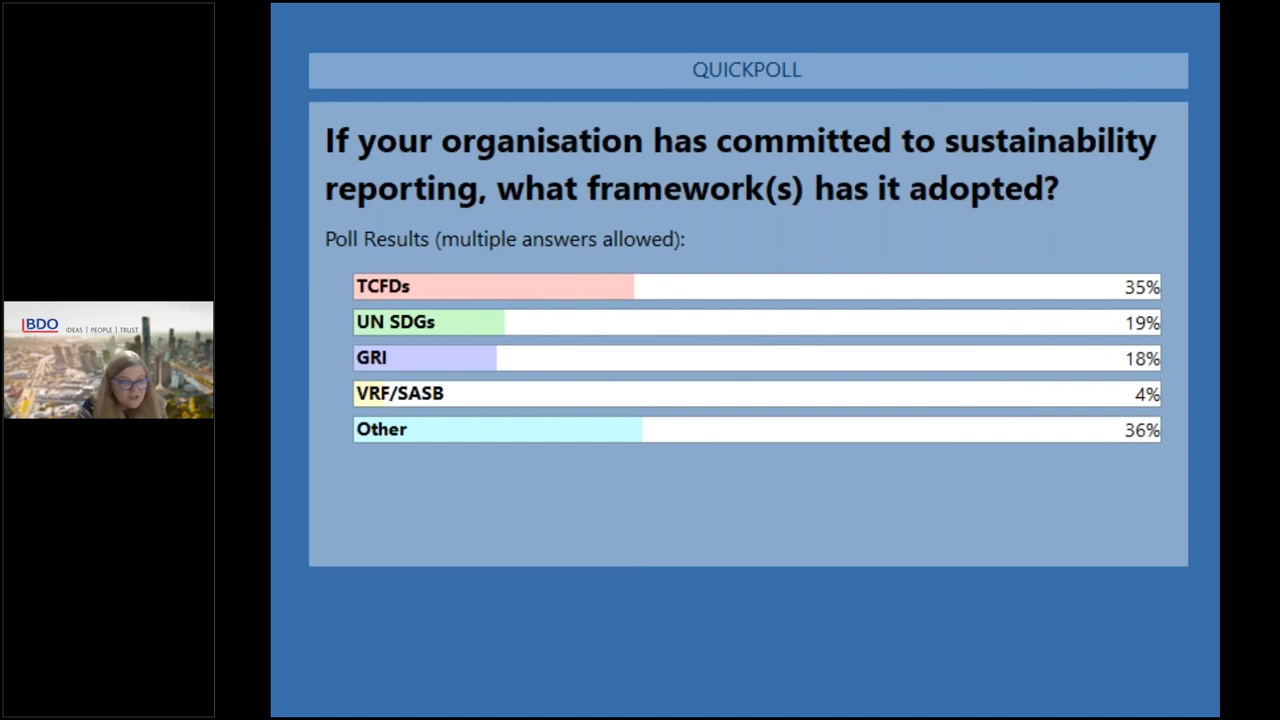 QUICKPOLL
If your organisation has committed to sustainability
reporting, what framework(s) has it adopted?
Poll Results (multiple answers allowed):
TCFDs 35%
UN SDGs 19%
GRI 18%
VRF/SASB 4%
Other 36%
BDO IDEAS | PEOPLE | TRUST